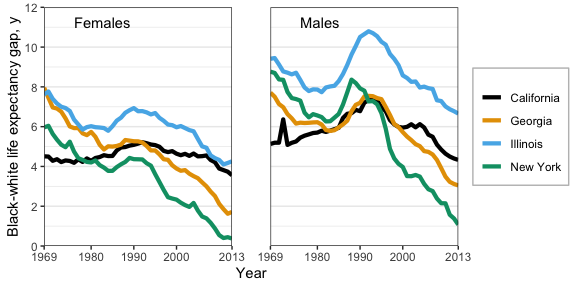 Females
Males
Black-white life expectancy gap, y
12
10
8
6
4
2
0
1969
1980
1990
2000
2013
1969
1980
1990
2000
2013
Year
California
Georgia
Illinois
New York